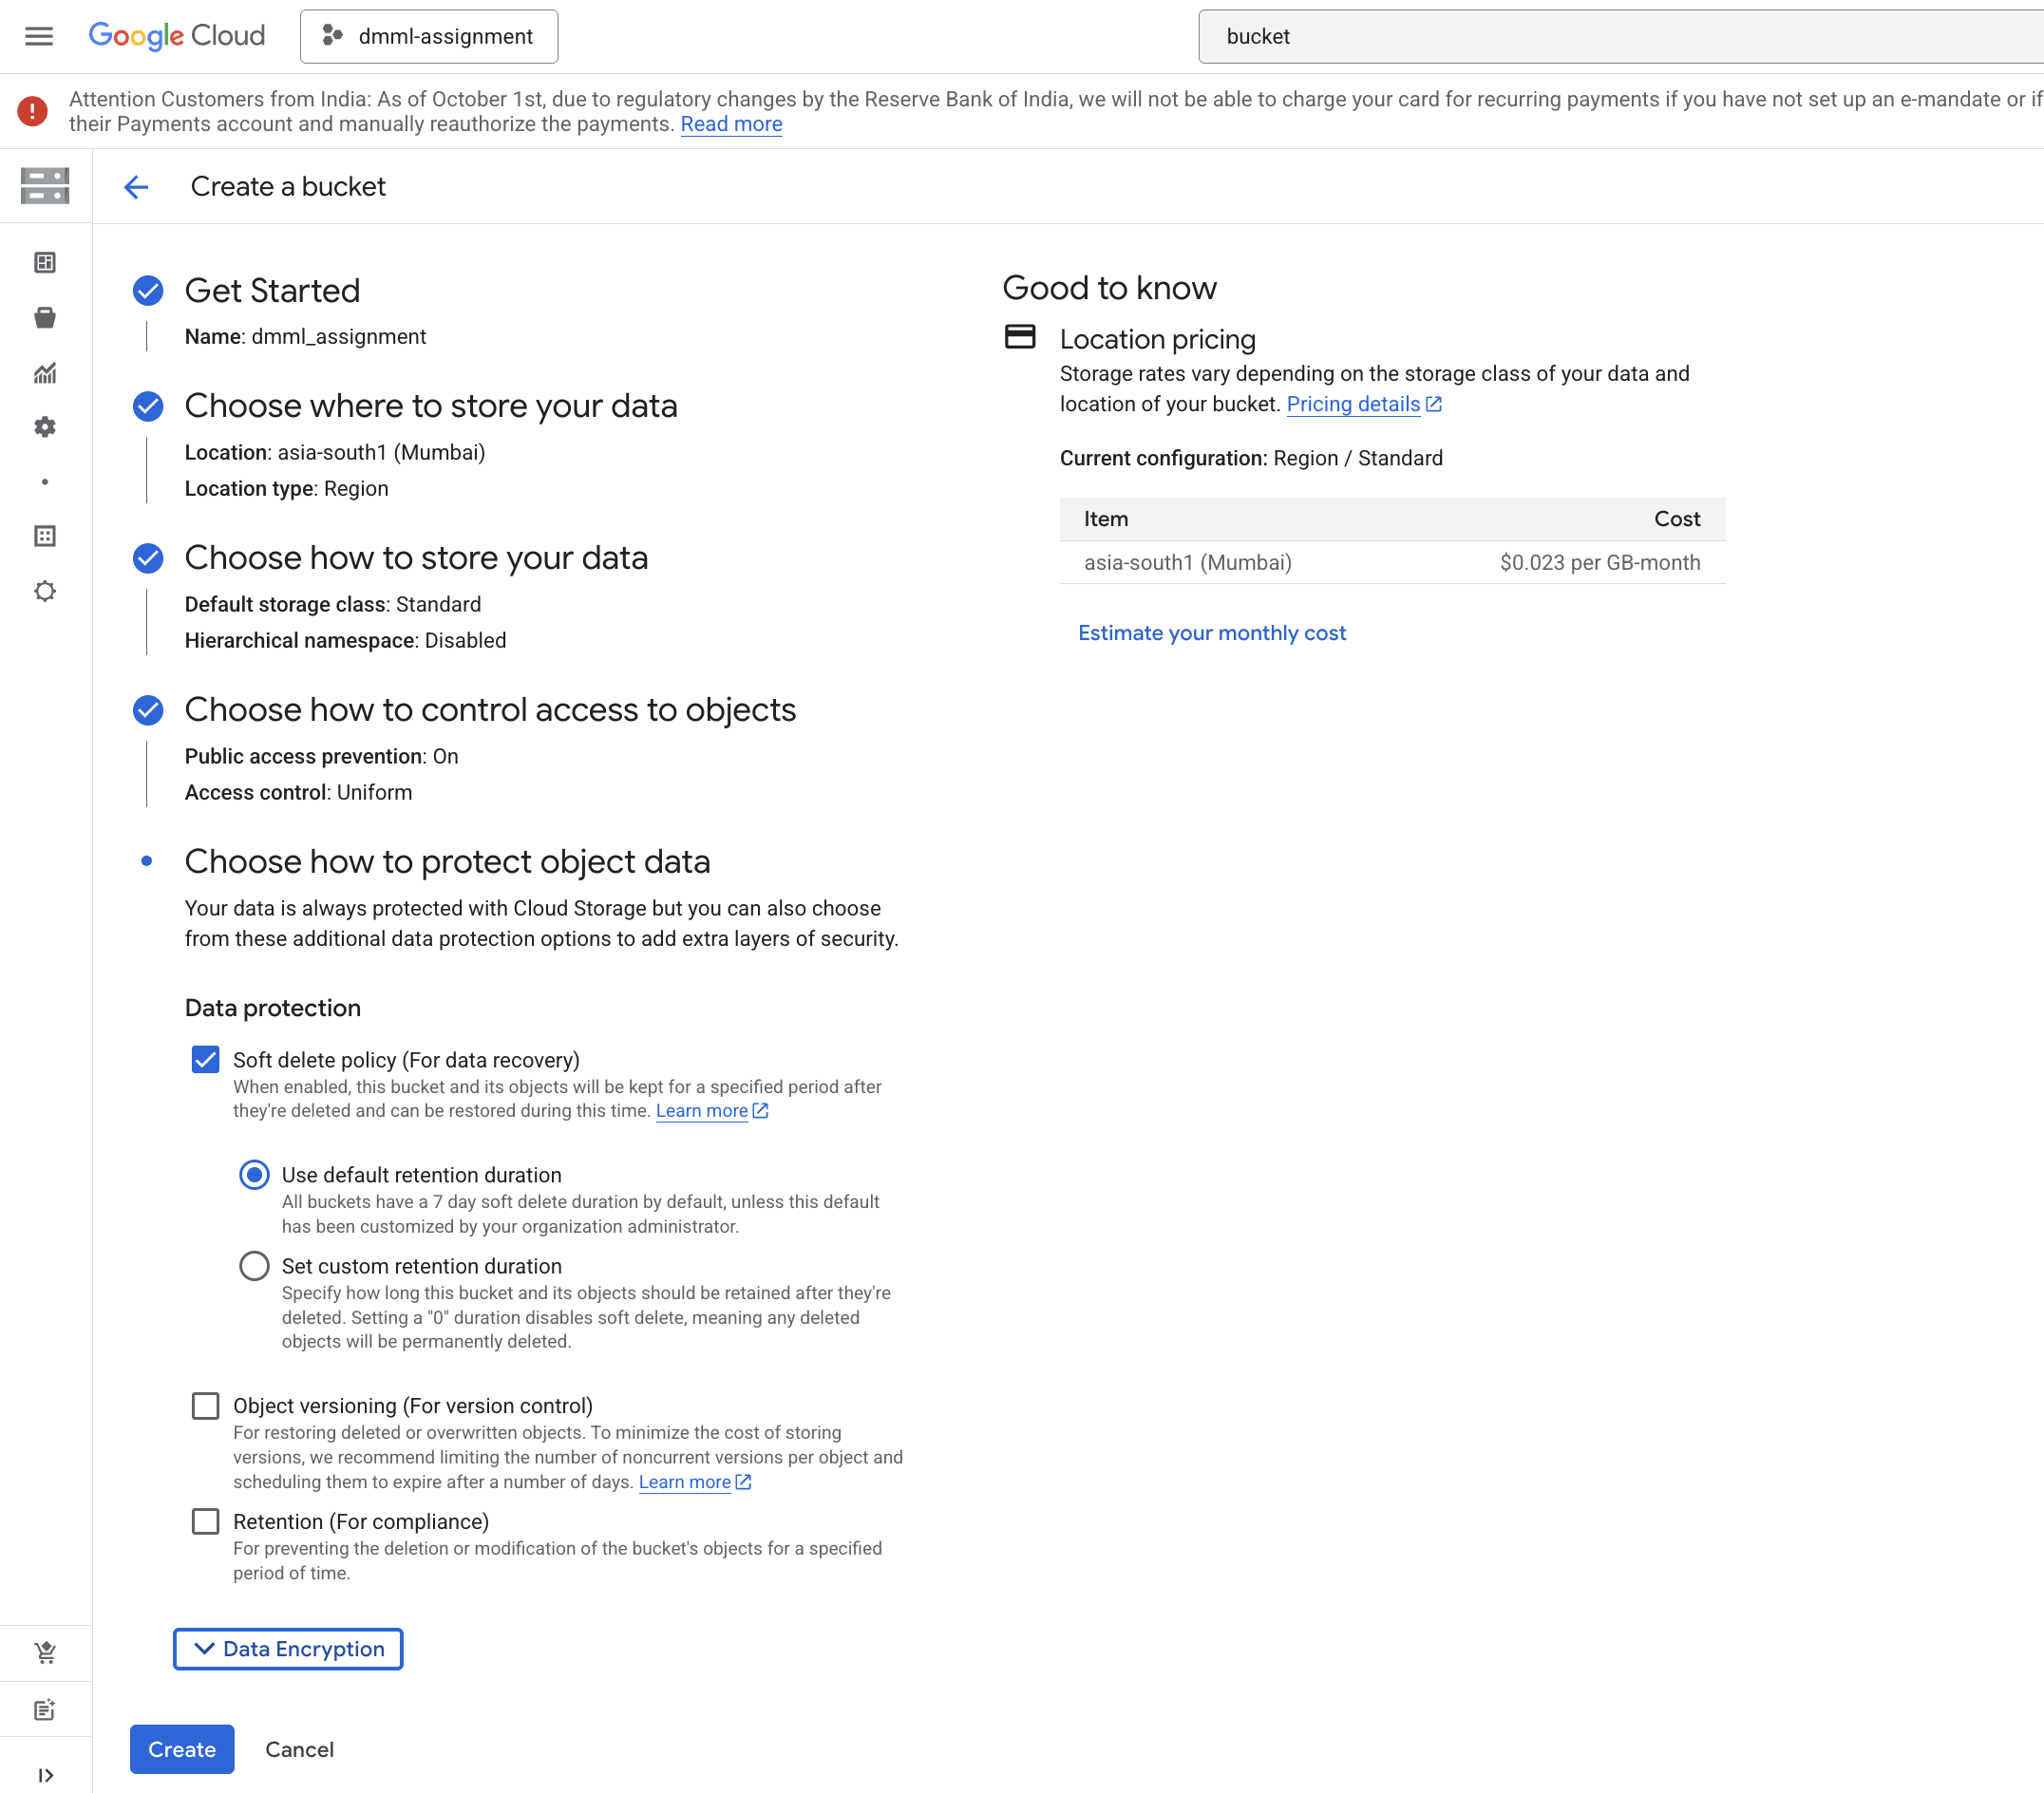 Google Cloud
dmml-assignment
bucket
Attention Customers from India: As of October 1st, due to regulatory changes by the Reserve Bank of India, we will not be able to charge your card for recurring payments if you have not set up an e-mandate or if
their Payments account and manually reauthorize the payments. Read more
Create a bucket
Get Started
Name: dmml_assignment
Choose where to store your data
Location: asia-south1 (Mumbai)
Location type: Region
Choose how to store your data
Default storage class: Standard
Hierarchical namespace: Disabled
Choose how to control access to objects
Public access prevention: On
Access control: Uniform
Choose how to protect object data
Your data is always protected with Cloud Storage but you can also choose
from these additional data protection options to add extra layers of security.
Data protection
Soft delete policy (For data recovery)
When enabled, this bucket and its objects will be kept for a specified period after
they're deleted and can be restored during this time. Learn more
Use default retention duration
All buckets have a 7 day soft delete duration by default, unless this default
has been customized by your organization administrator.
Set custom retention duration
Specify how long this bucket and its objects should be retained after they're
deleted. Setting a "0" duration disables soft delete, meaning any deleted
objects will be permanently deleted.
Object versioning (For version control)
For restoring deleted or overwritten objects. To minimize the cost of storing
versions, we recommend limiting the number of noncurrent versions per object and
scheduling them to expire after a number of days. Learn more
Retention (For compliance)
For preventing the deletion or modification of the bucket's objects for a specified
period of time.
Data Encryption
Create Cancel
Good to know
Location pricing
Storage rates vary depending on the storage class of your data and
location of your bucket. Pricing details
Current configuration: Region / Standard
Item Cost
asia-south1 (Mumbai) $0.023 per GB-month
Estimate your monthly cost